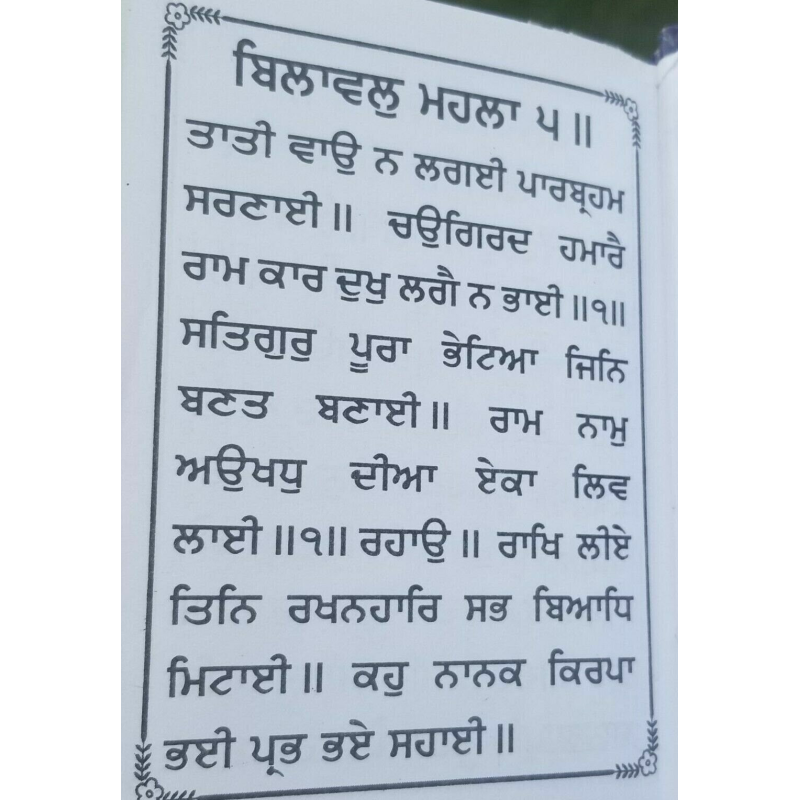 ਬਿਲਾਵਲੁ ਮਹਲਾ ੫॥
ਤਾਤੀ ਵਾਉ ਨ ਲਗਈ ਪਾਰਬ੍ਰਹਮ
ਸਰਣਾਈ॥ ਚਉਗਿਰਦ ਹਮਾਰੈ
ਰਾਮ ਕਾਰ ਦੁਖੁ ਲਗੈ ਨ ਭਾਈ॥੧॥
ਸਤਿਗੁਰੁ ਪੂਰਾ ਭੇਟਿਆ ਜਿਨਿ
ਬਣਤ ਬਣਾਈ॥ ਰਾਮ ਨਾਮੁ
ਅਉਖਧੁ ਦੀਆ ਏਕਾ ਲਿਵ
ਲਾਈ॥੧॥ ਰਹਾਉ॥ ਰਾਖਿ ਲੀਏ
ਤਿਨਿ ਰਖਨਹਾਰਿ ਸਭ ਬਿਆਧਿ
ਮਿਟਾਈ॥ ਕਹੁ ਨਾਨਕ ਕਿਰਪਾ
ਭਈ ਪ੍ਰਭ ਭਏ ਸਹਾਈ॥